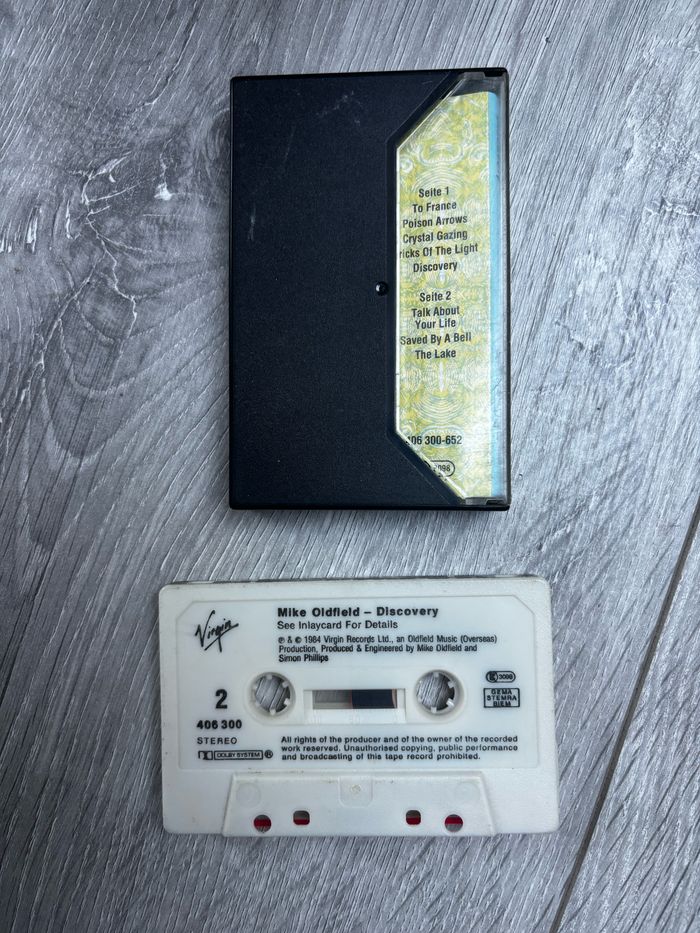 Seite 1
To France
Poison Arrows
Crystal Gazing
ricks Of The Light
Discovery
Seite 2
Talk About
Your Life
Saved By A Bell
The Lake
406 300-652
3098
Virgin
Mike Oldfield – Discovery
See Inlaycard For Details
℗ & © 1984 Virgin Records Ltd., an Oldfield Music (Overseas)
Production, Produced & Engineered by Mike Oldfield and
Simon Phillips
2
406 300
STEREO
DOLBY SYSTEM ®
3098
GEMA
STEMRA
BIEM
All rights of the producer and of the owner of the recorded
work reserved. Unauthorised copying, public performance
and broadcasting of this tape record prohibited.